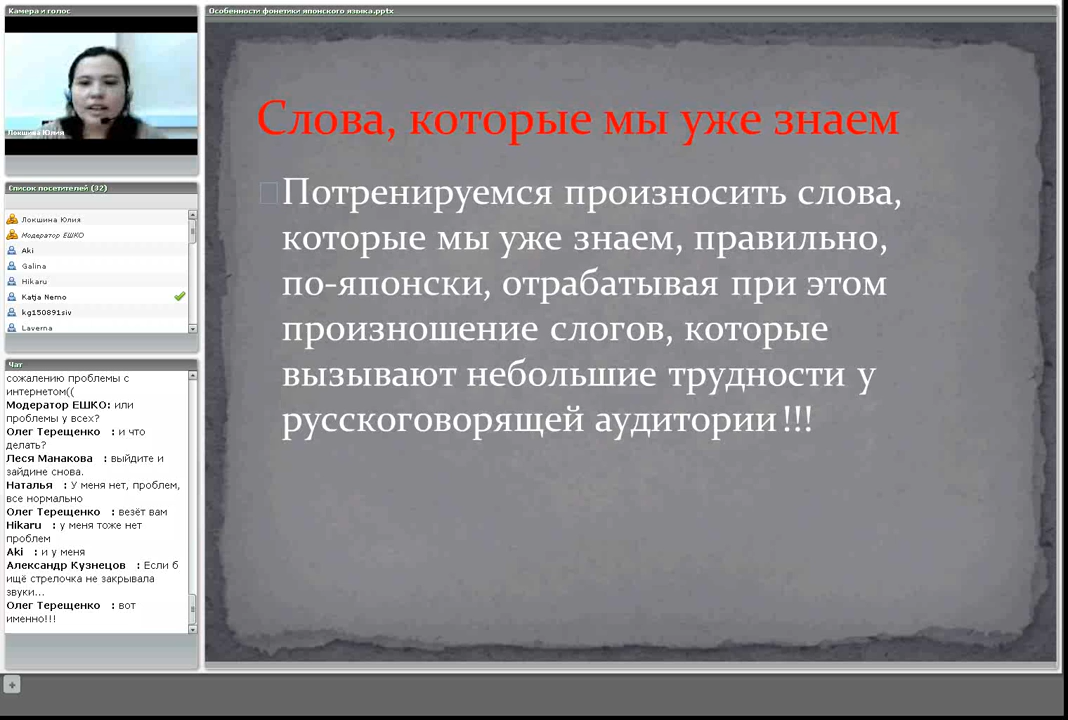 Камера и голос
Локшина Юлия
Список посетителей (32)
Локшина Юлия
Модератор ЕШКО
Aki
Galina
Hikaru
Katja Nemo
kg150891siv
Laverna
Чат
сожалению проблемы с
интернетом((
Модератор ЕШКО: или
проблемы у всех?
Олег Терещенко : и что
делать?
Леся Манакова : выйдите и
зайдине снова.
Наталья : У меня нет, проблем,
все нормально
Олег Терещенко : везёт вам
Hikaru : у меня тоже нет
проблем
Aki : и у меня
Александр Кузнецов : Если б
ищё стрелочка не закрывала
звуки...
Олег Терещенко : вот
именно!!!
Особенности фонетики японского языка.pptx
Слова, которые мы уже знаем
Потренируемся произносить слова,
которые мы уже знаем, правильно,
по-японски, отрабатывая при этом
произношение слогов, которые
вызывают небольшие трудности у
русскоговорящей аудитории!!!